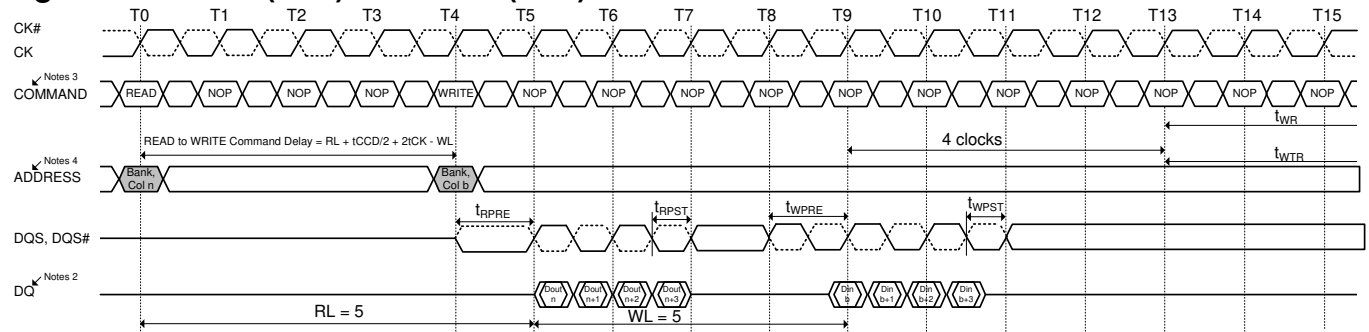 T0 T1 T2 T3 T4 T5 T6 T7 T8 T9 T10 T11 T12 T13 T14 T15
CK#
CK
Notes 3
COMMAND READ NOP NOP NOP WRITE NOP NOP NOP NOP NOP NOP NOP NOP NOP NOP NOP
tWR
READ to WRITE Command Delay = RL + tCCD/2 + 2tCK - WL
4 clocks
tWTR
Notes 4
ADDRESS
Bank, Col n
Bank, Col b
tRPRE tRPST tWPRE tWPST
DQS, DQS#
Notes 2
DQ
Dout n
Dout n+1
Dout n+2
Dout n+3
Din b
Din b+1
Din b+2
Din b+3
RL = 5 WL = 5